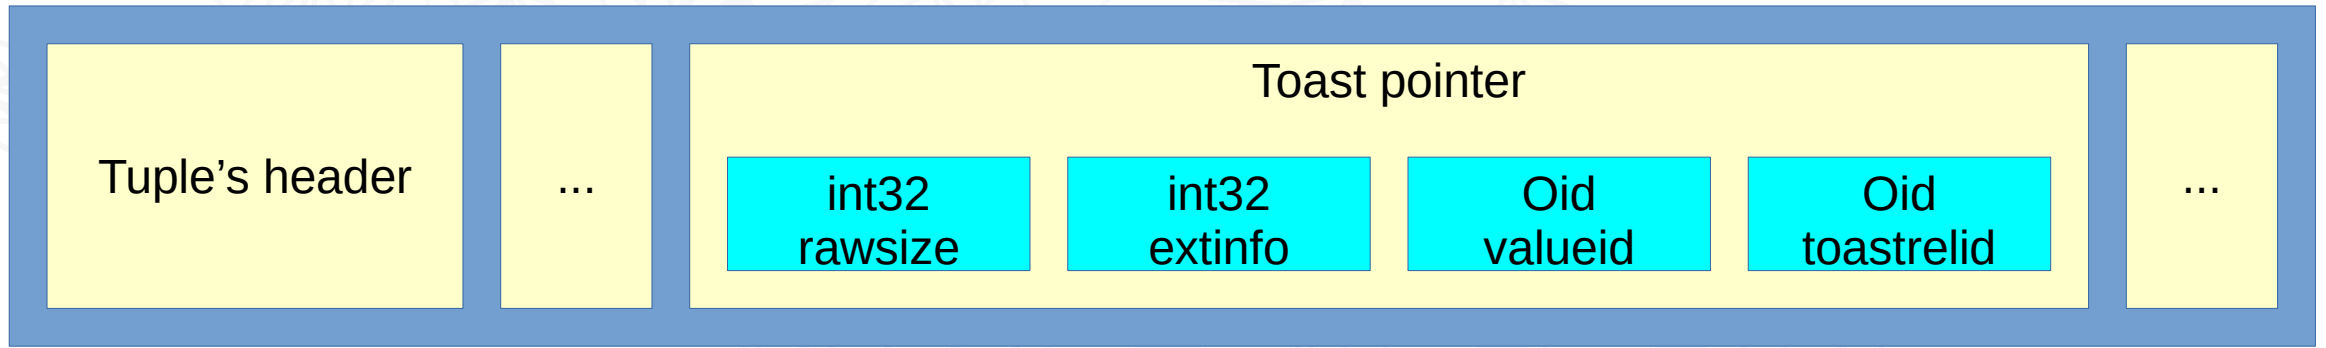 Toast pointer
Tuple’s header
...
int32
rawsize
int32
extinfo
Oid
valueid
Oid
toastrelid
...